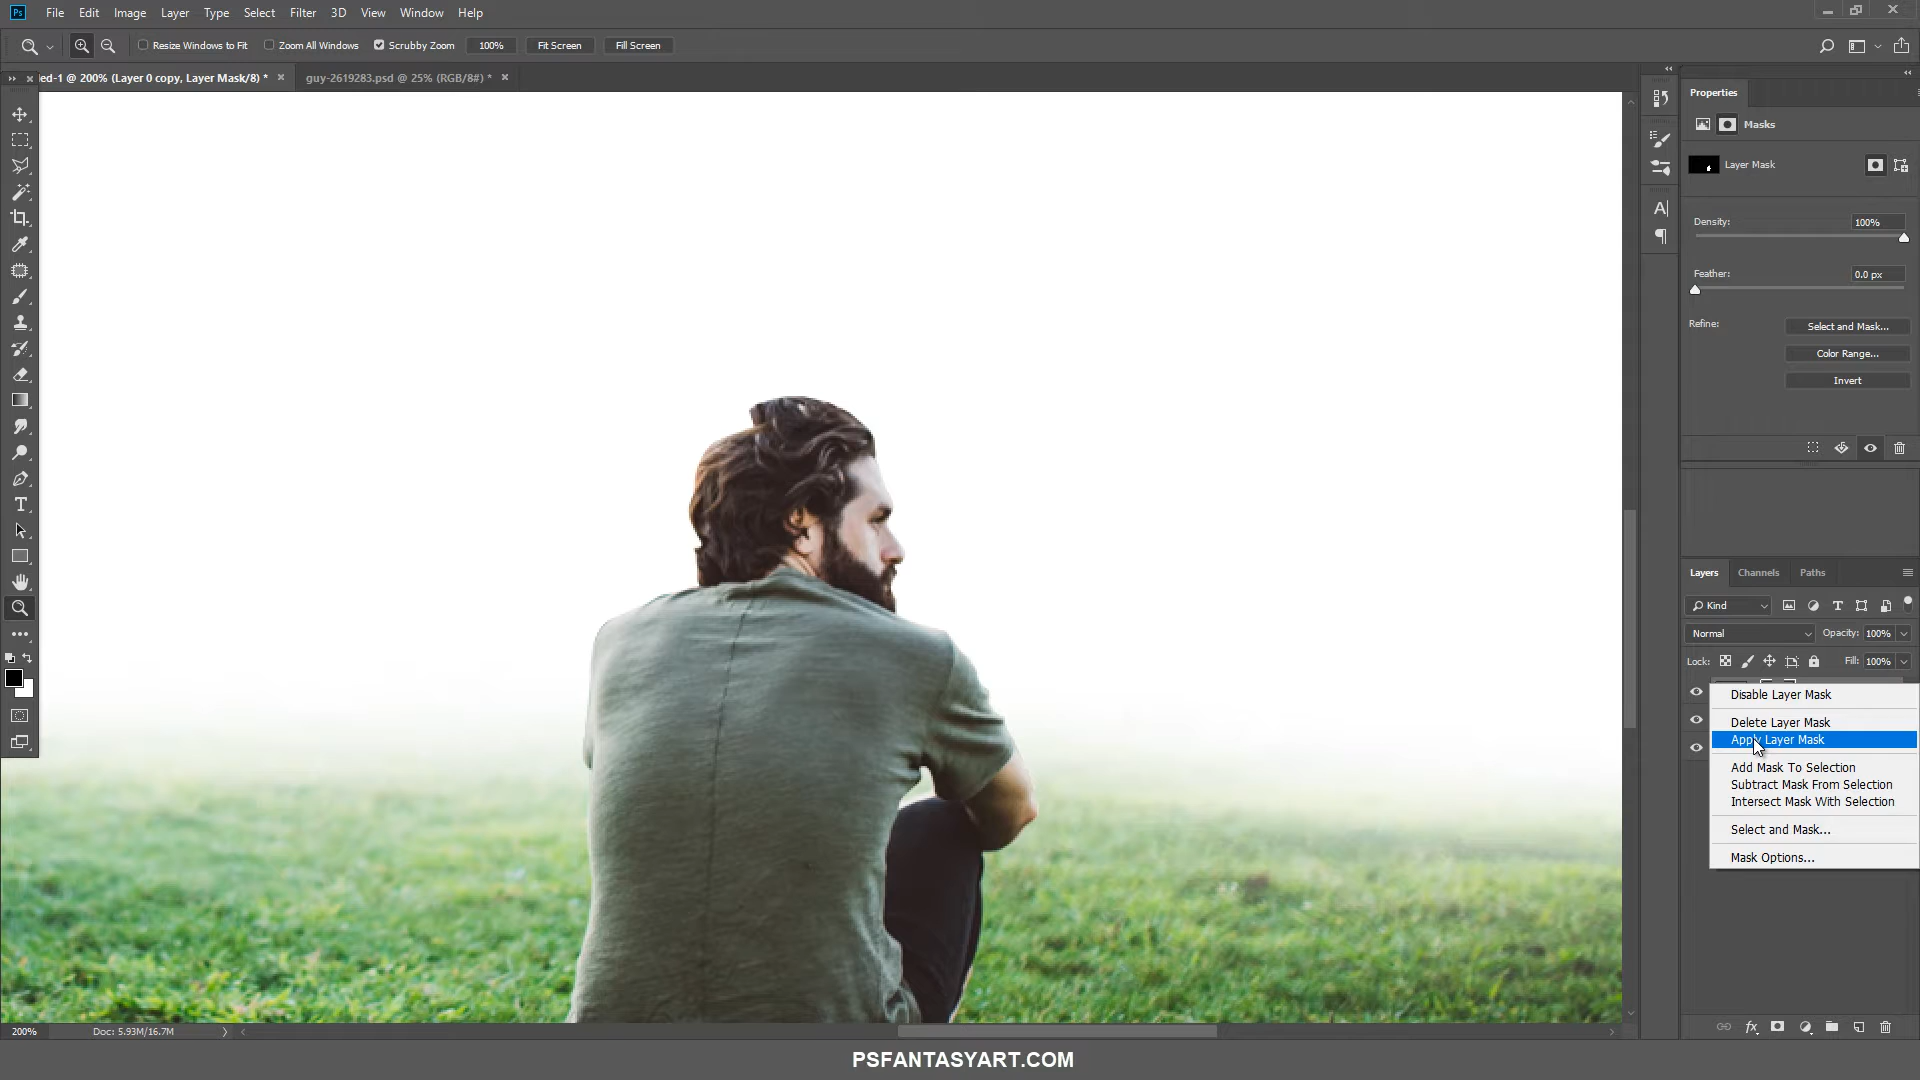 Ps File Edit Image Layer Type Select Filter 3D View Window Help
Resize Windows to Fit Zoom All Windows Scrubby Zoom 100% Fit Screen Fill Screen
ed-1 @ 200% (Layer 0 copy, Layer Mask/8) * guy-2619283.psd @ 25% (RGB/8#) *
Properties
Masks
Layer Mask
Density: 100%
Feather: 0.0 px
Refine: Select and Mask...
Color Range...
Invert
Layers Channels Paths
Kind
Normal Opacity: 100%
Lock: Fill: 100%
Disable Layer Mask
Delete Layer Mask
Apply Layer Mask
Add Mask To Selection
Subtract Mask From Selection
Intersect Mask With Selection
Select and Mask...
Mask Options...
200% Doc: 5.93M/16.7M
PSFANTASYART.COM